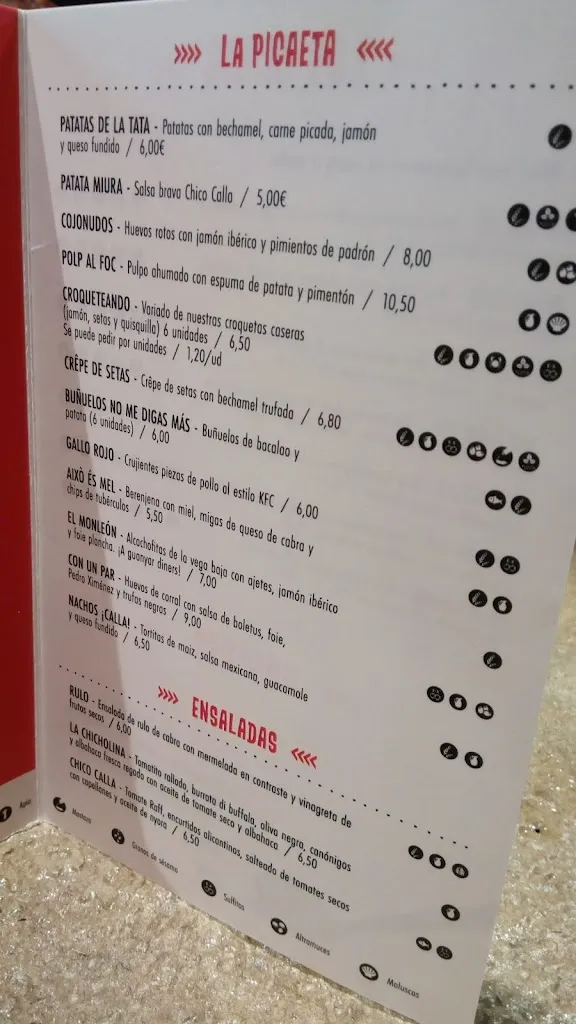 »»» LA PICAETA «««
PATATAS DE LA TATA - Patatas con bechamel, carne picada, jamón
y queso fundido / 6,00€
PATATA MIURA - Salsa brava Chico Calla / 5,00€
COJONUDOS - Huevos rotos con jamón ibérico y pimientos de padrón / 8,00
POLP AL FOC - Pulpo ahumado con espuma de patata y pimentón / 10,50
CROQUETEANDO - Variado de nuestras croquetas caseras
(jamón, setas y quisquilla) 6 unidades / 6,50
Se puede pedir por unidades / 1,20/ud
CRÊPE DE SETAS - Crêpe de setas con bechamel trufada / 6,80
BUÑUELOS NO ME DIGAS MÁS - Buñuelos de bacalao y
patata (6 unidades) / 6,00
GALLO ROJO - Crujientes piezas de pollo al estilo KFC / 6,00
AIXÒ ÉS MEL - Berenjena con miel, migas de queso de cabra y
chips de tubérculos / 5,50
EL MONLEÓN - Alcachofitas de la vega baja con ajetes, jamón ibérico
y foie plancha. ¡A guanyar diners! / 7,00
CON UN PAR - Huevos de corral con salsa de boletus, foie,
Pedro Ximénez y trufas negras / 9,00
NACHOS ¡CALLA! - Tortitas de maiz, salsa mexicana, guacamole
y queso fundido / 6,50
»»» ENSALADAS «««
RULO - Ensalada de rulo de cabra con mermelada en contraste y vinagreta de
frutos secos / 6,00
LA CHICHOLINA - Tomatito rallado, burrata di buffala, oliva negra, canónigos
y albahaca fresca regada con aceite de tomate seco y albahaca / 6,50
CHICO CALLA - Tomate Raff, encurtidos alicantinos, salteado de tomates secos
con capellanes y aceite de nyora / 6,50
Apio
Mostaza
Granos de sésamo
Sulfitos
Altramuces
Moluscos